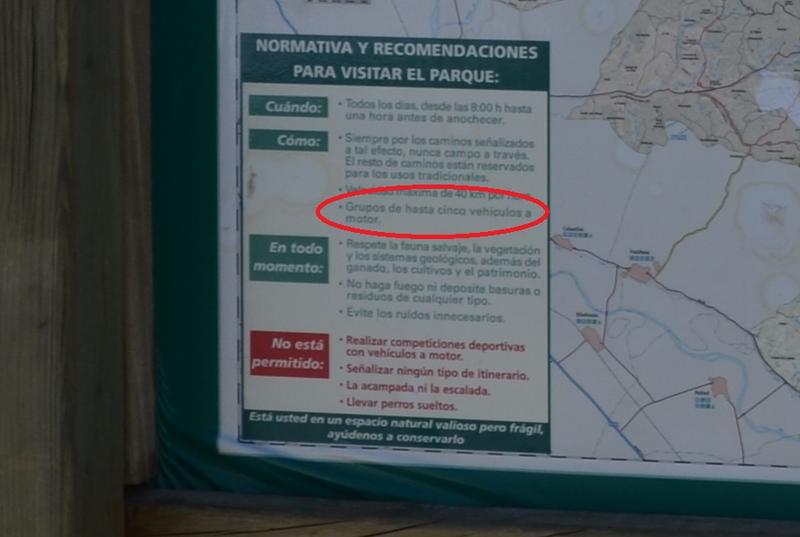 NORMATIVA Y RECOMENDACIONES
PARA VISITAR EL PARQUE:
Cuándo:
· Todos los días, desde las 8:00 h hasta
una hora antes de anochecer.
Cómo:
· Siempre por los caminos señalizados
a tal efecto, nunca campo a través.
El resto de caminos están reservados
para los usos tradicionales.
· Velocidad máxima de 40 km por hora.
· Grupos de hasta cinco vehículos a
motor.
En todo
momento:
· Respete la fauna salvaje, la vegetación
y los sistemas geológicos, además del
ganado, los cultivos y el patrimonio.
· No haga fuego ni deposite basuras o
residuos de cualquier tipo.
· Evite los ruidos innecesarios.
No está
permitido:
· Realizar competiciones deportivas
con vehículos a motor.
· Señalizar ningún tipo de itinerario.
· La acampada ni la escalada.
· Llevar perros sueltos.
Está usted en un espacio natural valioso pero frágil,
ayúdenos a conservarlo